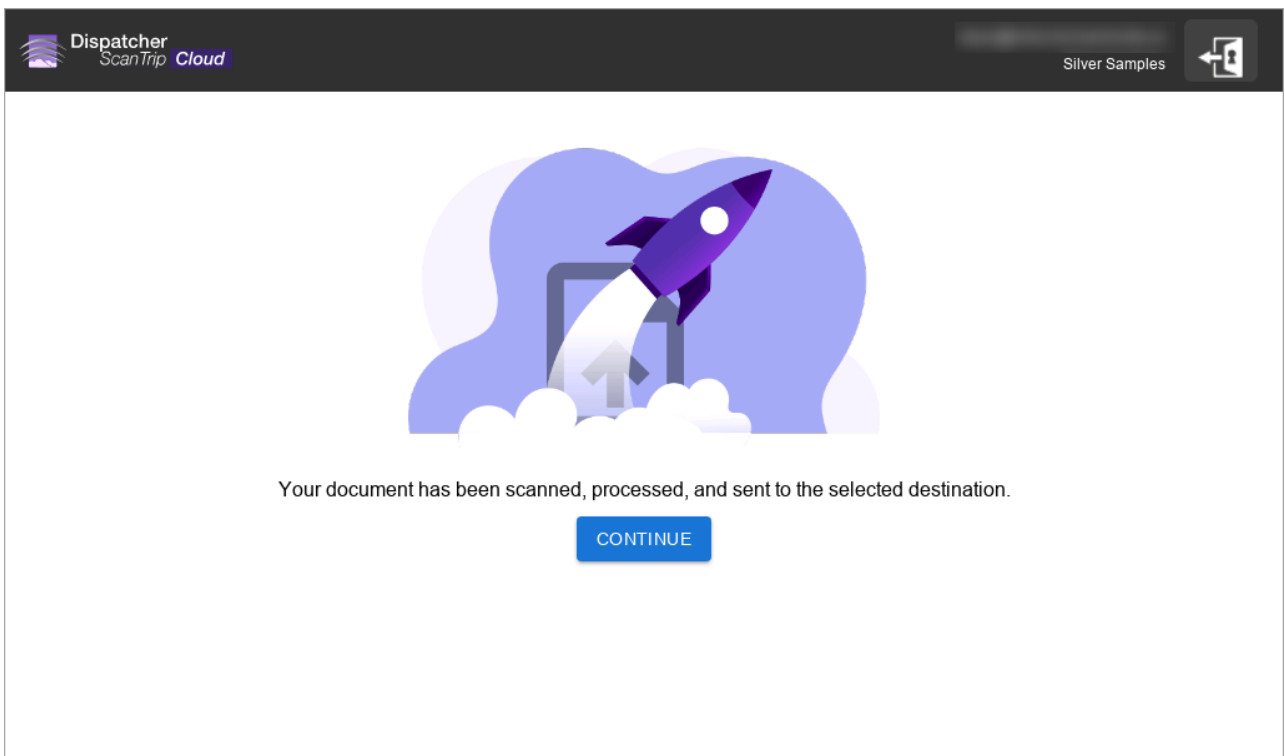 Dispatcher
ScanTrip Cloud
Silver Samples
Your document has been scanned, processed, and sent to the selected destination.
CONTINUE